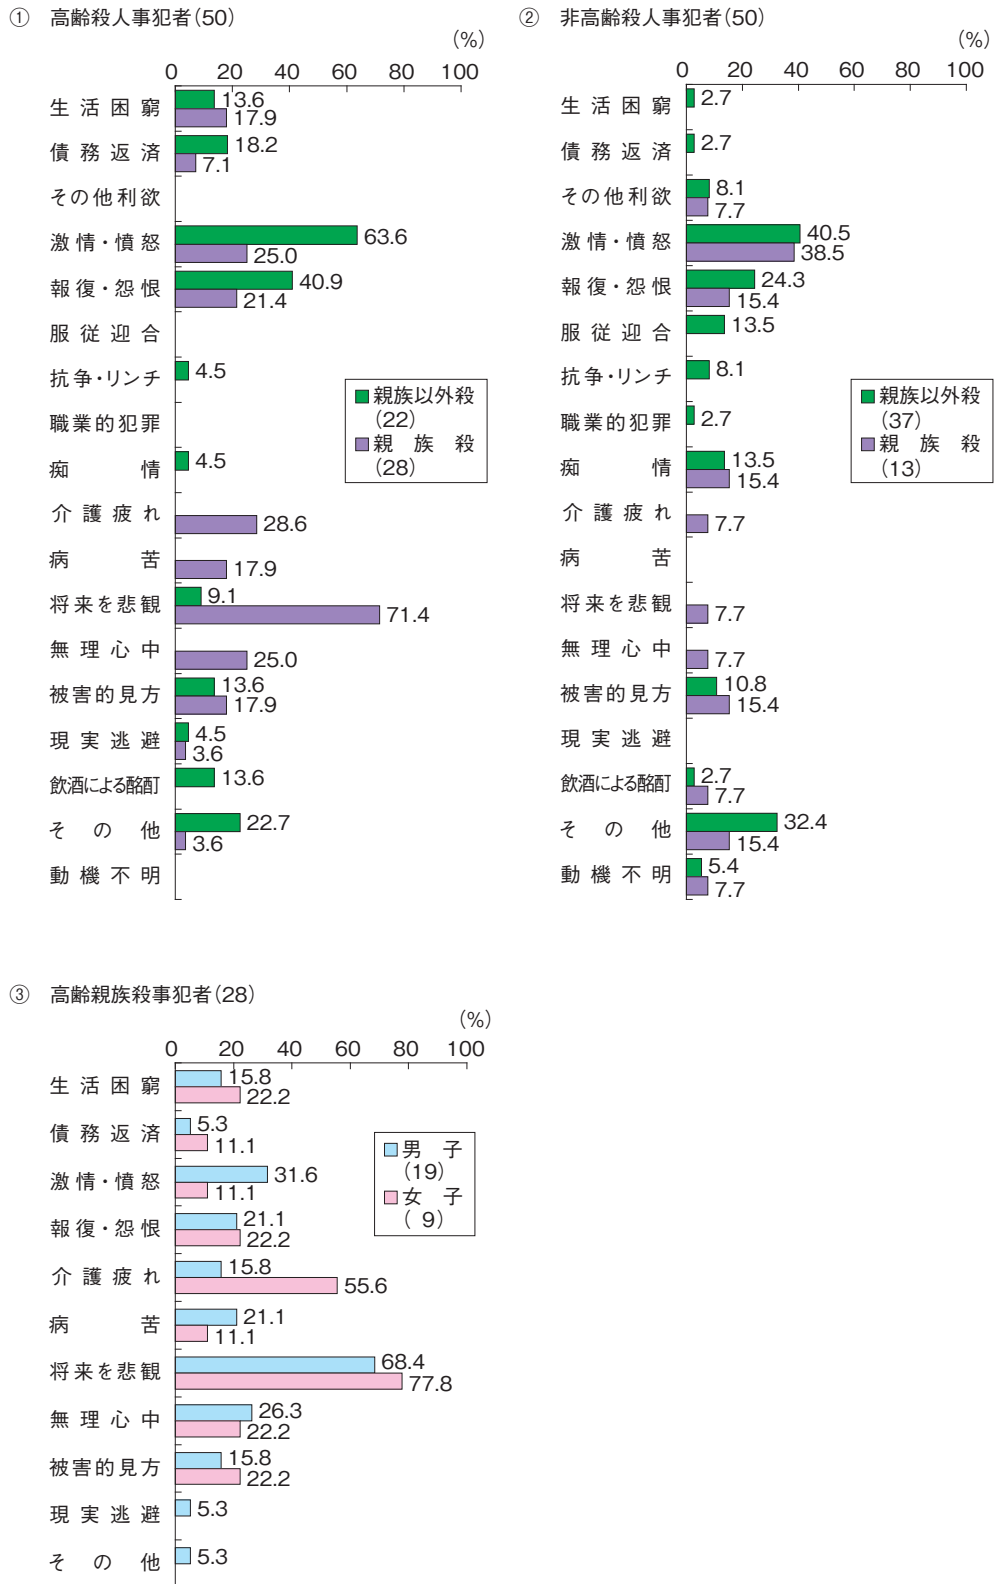 ① 高齢殺人事犯者(50)
(%)
0 20 40 60 80 100
生活困窮 13.6
17.9
債務返済 18.2
7.1
その他利欲
激情・憤怒 63.6
25.0
報復・怨恨 40.9
21.4
服従迎合
抗争・リンチ 4.5
職業的犯罪
痴情 4.5
介護疲れ 28.6
病苦 17.9
将来を悲観 9.1
71.4
無理心中 25.0
被害的見方 13.6
17.9
現実逃避 4.5
3.6
飲酒による酩酊 13.6
その他 22.7
3.6
動機不明
親族以外殺
(22)
親族殺
(28)
② 非高齢殺人事犯者(50)
(%)
0 20 40 60 80 100
生活困窮 2.7
債務返済 2.7
その他利欲 8.1
7.7
激情・憤怒 40.5
38.5
報復・怨恨 24.3
15.4
服従迎合 13.5
抗争・リンチ 8.1
職業的犯罪 2.7
痴情 13.5
15.4
介護疲れ 7.7
病苦
将来を悲観 7.7
無理心中 7.7
被害的見方 10.8
15.4
現実逃避
飲酒による酩酊 2.7
7.7
その他 32.4
15.4
動機不明 5.4
7.7
親族以外殺
(37)
親族殺
(13)
③ 高齢親族殺事犯者(28)
(%)
0 20 40 60 80 100
生活困窮 15.8
22.2
債務返済 5.3
11.1
激情・憤怒 31.6
11.1
報復・怨恨 21.1
22.2
介護疲れ 15.8
55.6
病苦 21.1
11.1
将来を悲観 68.4
77.8
無理心中 26.3
22.2
被害的見方 15.8
22.2
現実逃避 5.3
その他 5.3
男子
(19)
女子
( 9)